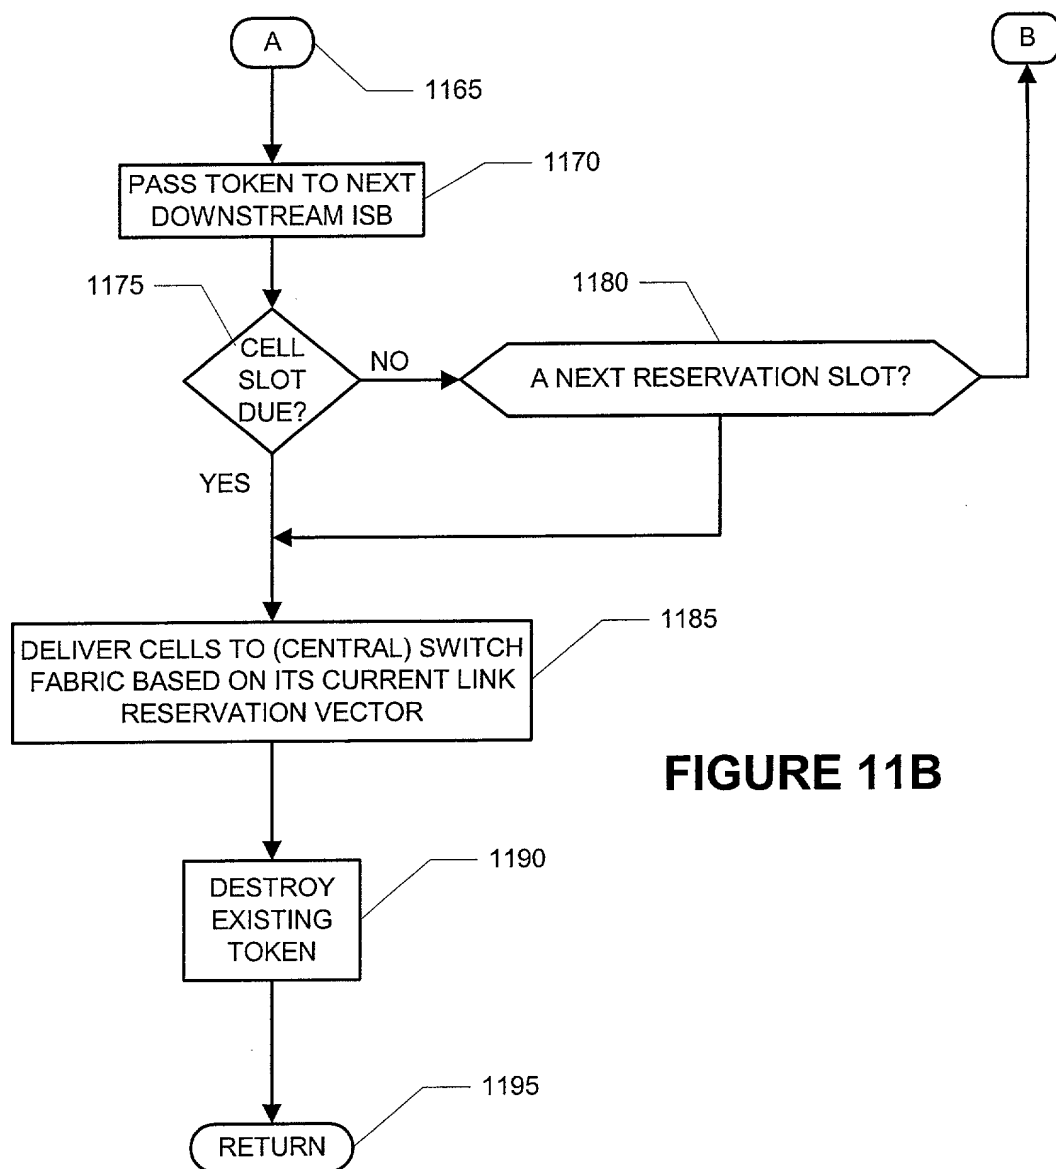 A
B
1165
1170
PASS TOKEN TO NEXT
DOWNSTREAM ISB
1175
1180
CELL
SLOT
DUE?
NO
A NEXT RESERVATION SLOT?
YES
1185
DELIVER CELLS TO (CENTRAL) SWITCH
FABRIC BASED ON ITS CURRENT LINK
RESERVATION VECTOR
FIGURE 11B
1190
DESTROY
EXISTING
TOKEN
1195
RETURN